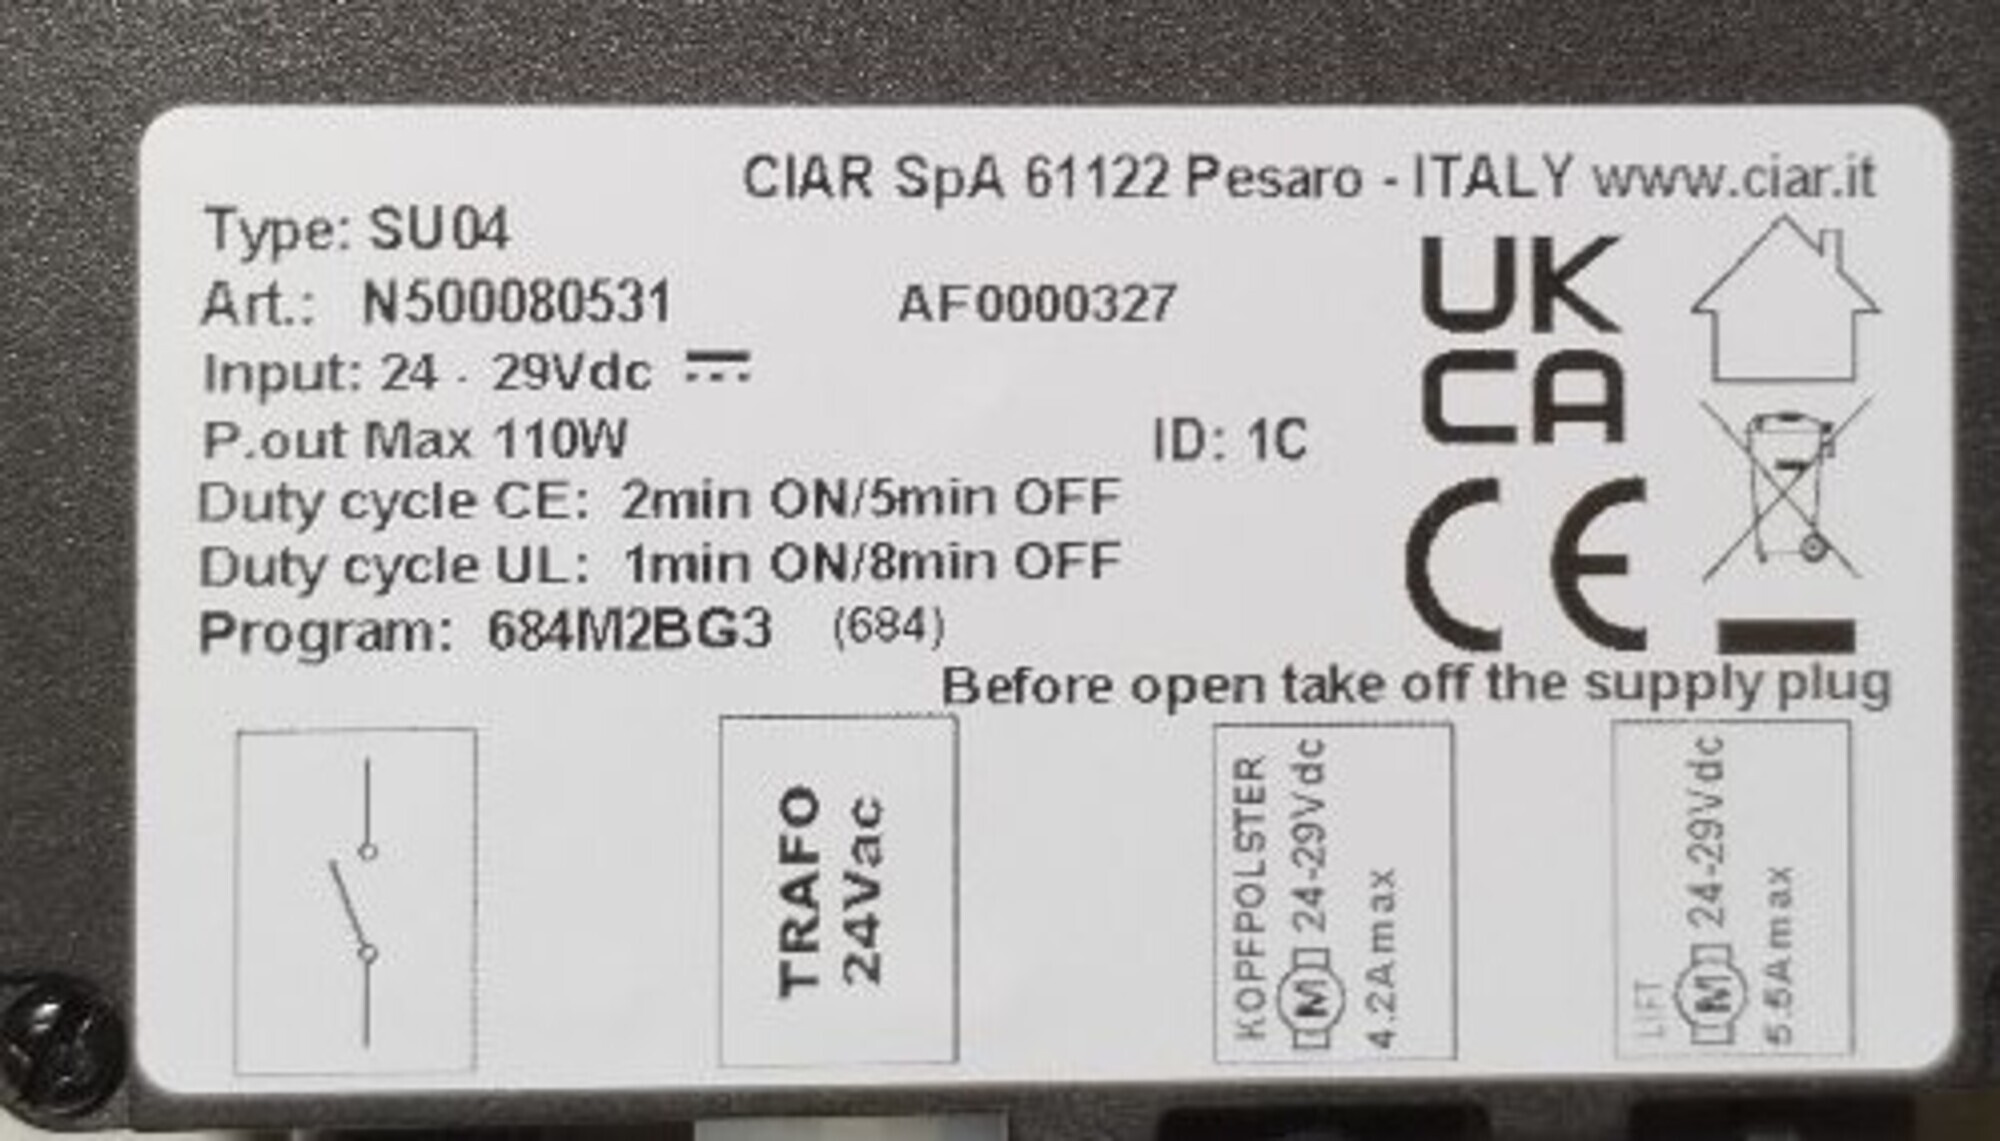 CIAR SpA 61122 Pesaro - ITALY www.ciar.it
Type: SU04
Art.: N500080531 AF0000327
Input: 24 - 29Vdc
P.out Max 110W ID: 1C
Duty cycle CE: 2min ON/5min OFF
Duty cycle UL: 1min ON/8min OFF
Program: 684M2BG3 (684)
UK
CA
CE
Before open take off the supply plug
TRAFO
24Vac
KOPFPOLSTER
M 24-29Vdc
4.2Amax
LIFT
M 24-29Vdc
5.5Amax